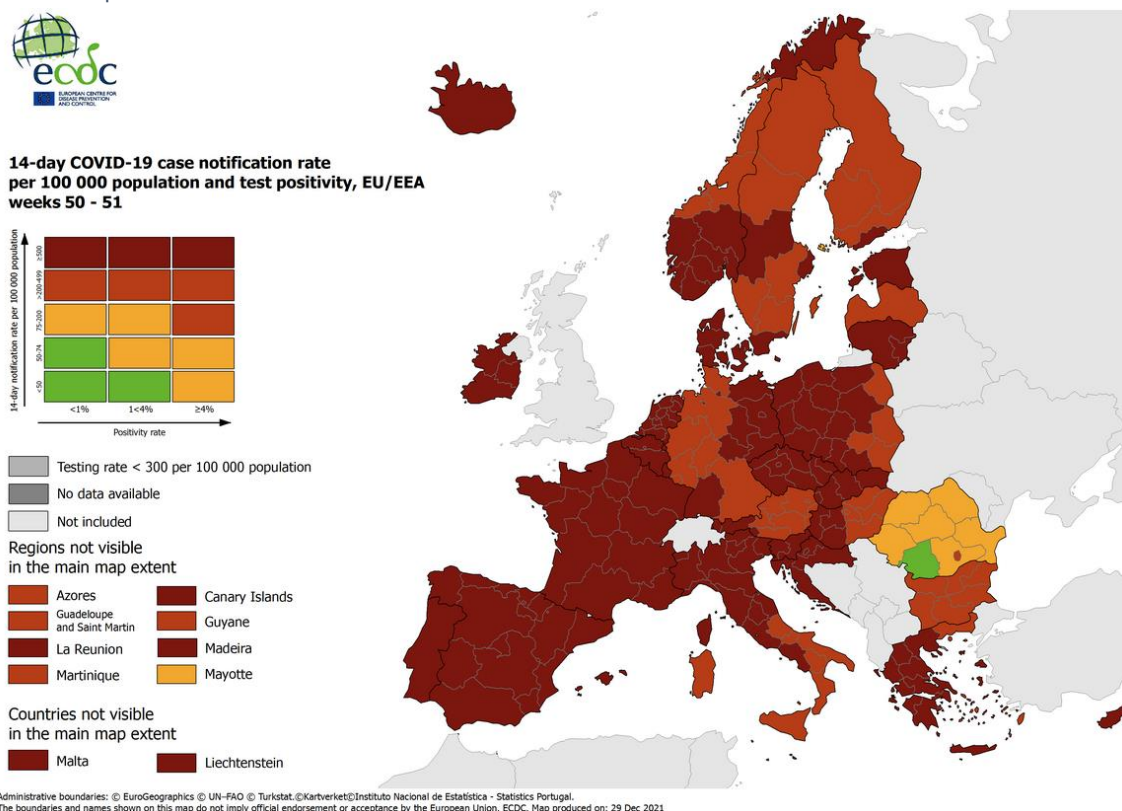 ecdc
EUROPEAN CENTRE FOR
DISEASE PREVENTION
AND CONTROL
14-day COVID-19 case notification rate
per 100 000 population and test positivity, EU/EEA
weeks 50 - 51
14-day notification rate per 100 000 population
≥500
>200-499
75-200
50-74
<50
<1%
1<4%
≥4%
Positivity rate
Testing rate < 300 per 100 000 population
No data available
Not included
Regions not visible
in the main map extent
Azores
Canary Islands
Guadeloupe
and Saint Martin
Guyane
La Reunion
Madeira
Martinique
Mayotte
Countries not visible
in the main map extent
Malta
Liechtenstein
Administrative boundaries: © EuroGeographics © UN–FAO © Turkstat.©Kartverket©Instituto Nacional de Estatística - Statistics Portugal.
The boundaries and names shown on this map do not imply official endorsement or acceptance by the European Union. ECDC. Map produced on: 29 Dec 2021